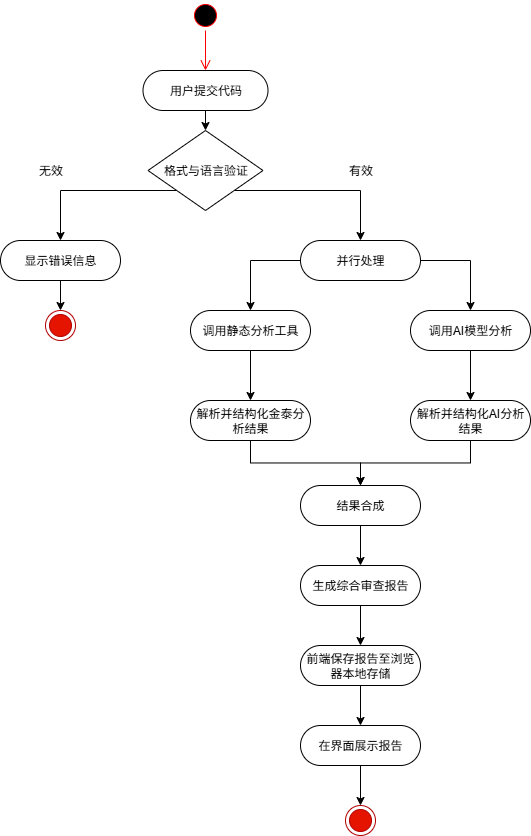 用户提交代码
格式与语言验证
无效
有效
显示错误信息
并行处理
调用静态分析工具
调用AI模型分析
解析并结构化金泰分
析结果
解析并结构化AI分析
结果
结果合成
生成综合审查报告
前端保存报告至浏览
器本地存储
在界面展示报告